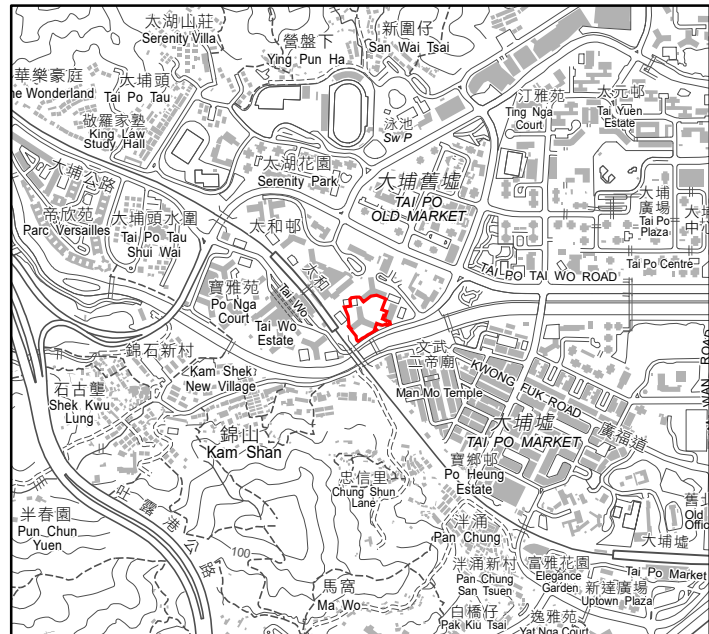 太湖山莊
Serenity Villa
營盤下
Ying Pun Ha
新圍仔
San Wai Tsai
華樂豪庭
he Wonderland
太埔頭
Tai Po Tau
敬羅家塾
King Law
Study Hall
泳池
Sw P
汀雅苑
Ting Nga
Court
太元邨
Tai Yuen
Estate
大埔公路
太湖花園
Serenity Park
大埔舊墟
TAI PO
OLD MARKET
帝欣苑
Parc Versailles
大埔頭水圍
Tai Po Tau
Shui Wai
太和邨
大埔
廣場
Tai Po
Plaza
大埔
中心
Tai Po Centre
TAI PO TAI WO ROAD
寶雅苑
Po Nga
Court
太和
Tai Wo
Tai Wo
Estate
錦石新村
Kam Shek
New Village
文武
帝廟
Man Mo Temple
KWONG FUK ROAD
廣福道
WAN ROAD
石古壟
Shek Kwu
Lung
錦山
Kam Shan
大埔墟
TAI PO MARKET
忠信里
Chung Shun
Lane
寶鄉邨
Po Heung
Estate
半春園
Pun Chun
Yuen
吐露港公路
100
泮涌
Pan Chung
舊北
Old
Offic
大埔墟
Tai Po Market
泮涌新村
Pan Chung
San Tsuen
富雅花園
Elegance
Garden
新達廣場
Uptown Plaza
馬窩
Ma Wo
白橋仔
Pak Kiu Tsai
逸雅苑
Yat Nga Court